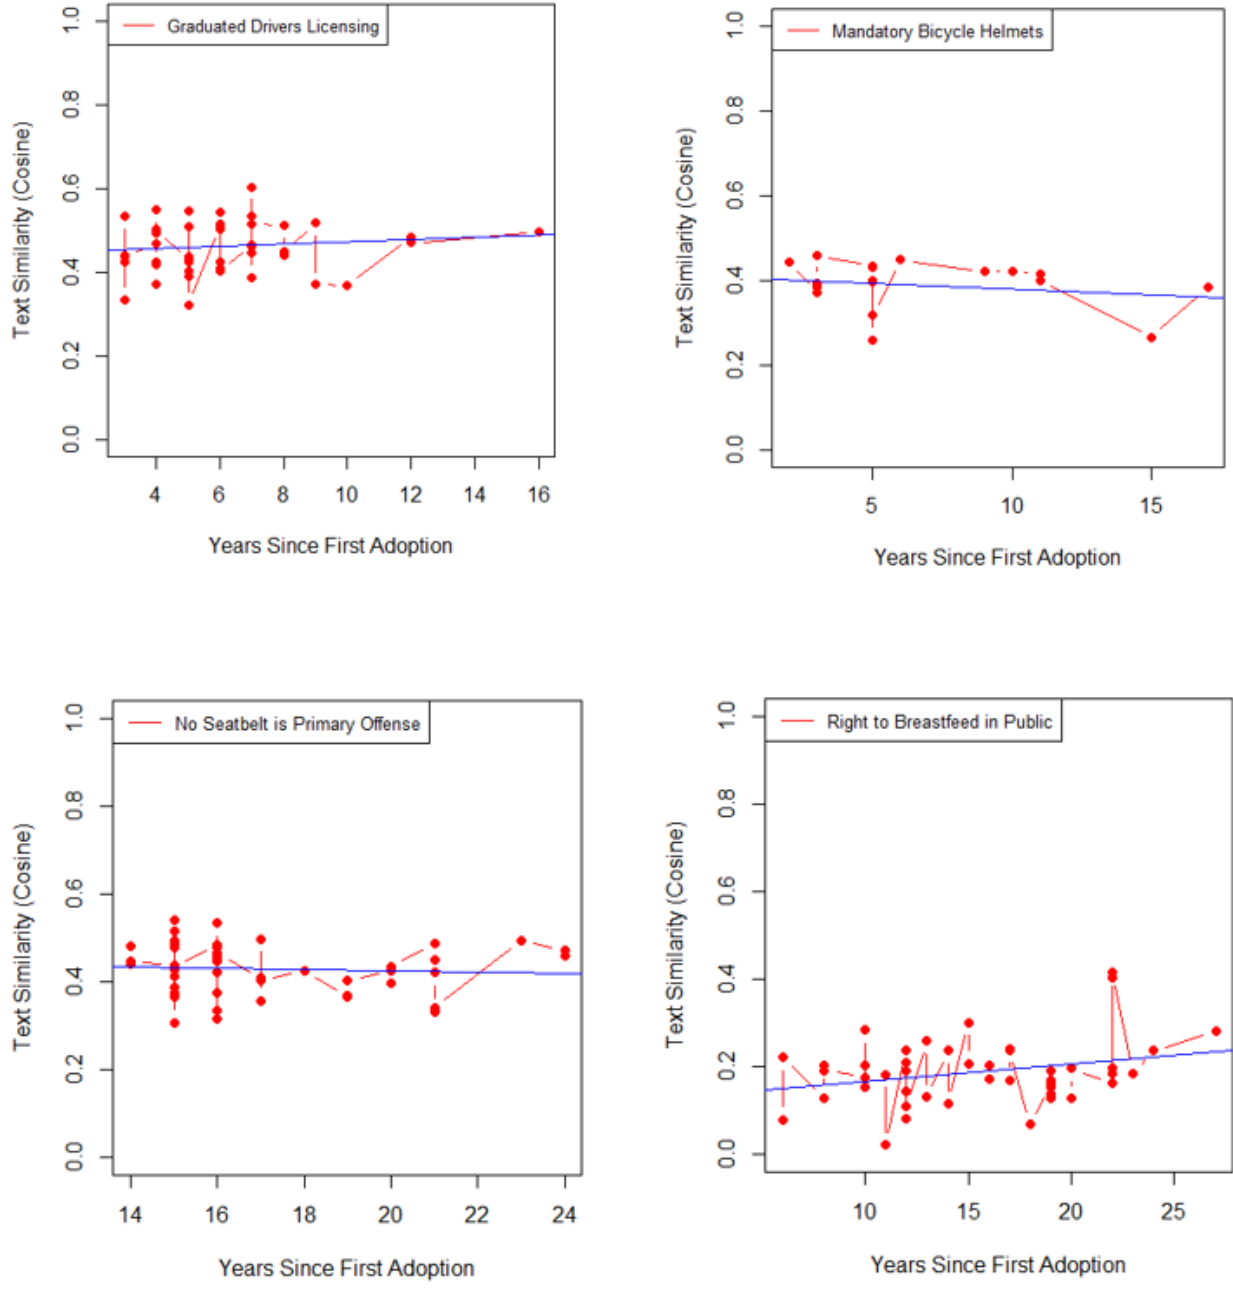 Graduated Drivers Licensing
Text Similarity (Cosine)
1.0
0.8
0.6
0.4
0.2
0.0
4 6 8 10 12 14 16
Years Since First Adoption
Mandatory Bicycle Helmets
Text Similarity (Cosine)
1.0
0.8
0.6
0.4
0.2
0.0
5 10 15
Years Since First Adoption
No Seatbelt is Primary Offense
Text Similarity (Cosine)
1.0
0.8
0.6
0.4
0.2
0.0
14 16 18 20 22 24
Years Since First Adoption
Right to Breastfeed in Public
Text Similarity (Cosine)
1.0
0.8
0.6
0.4
0.2
0.0
10 15 20 25
Years Since First Adoption